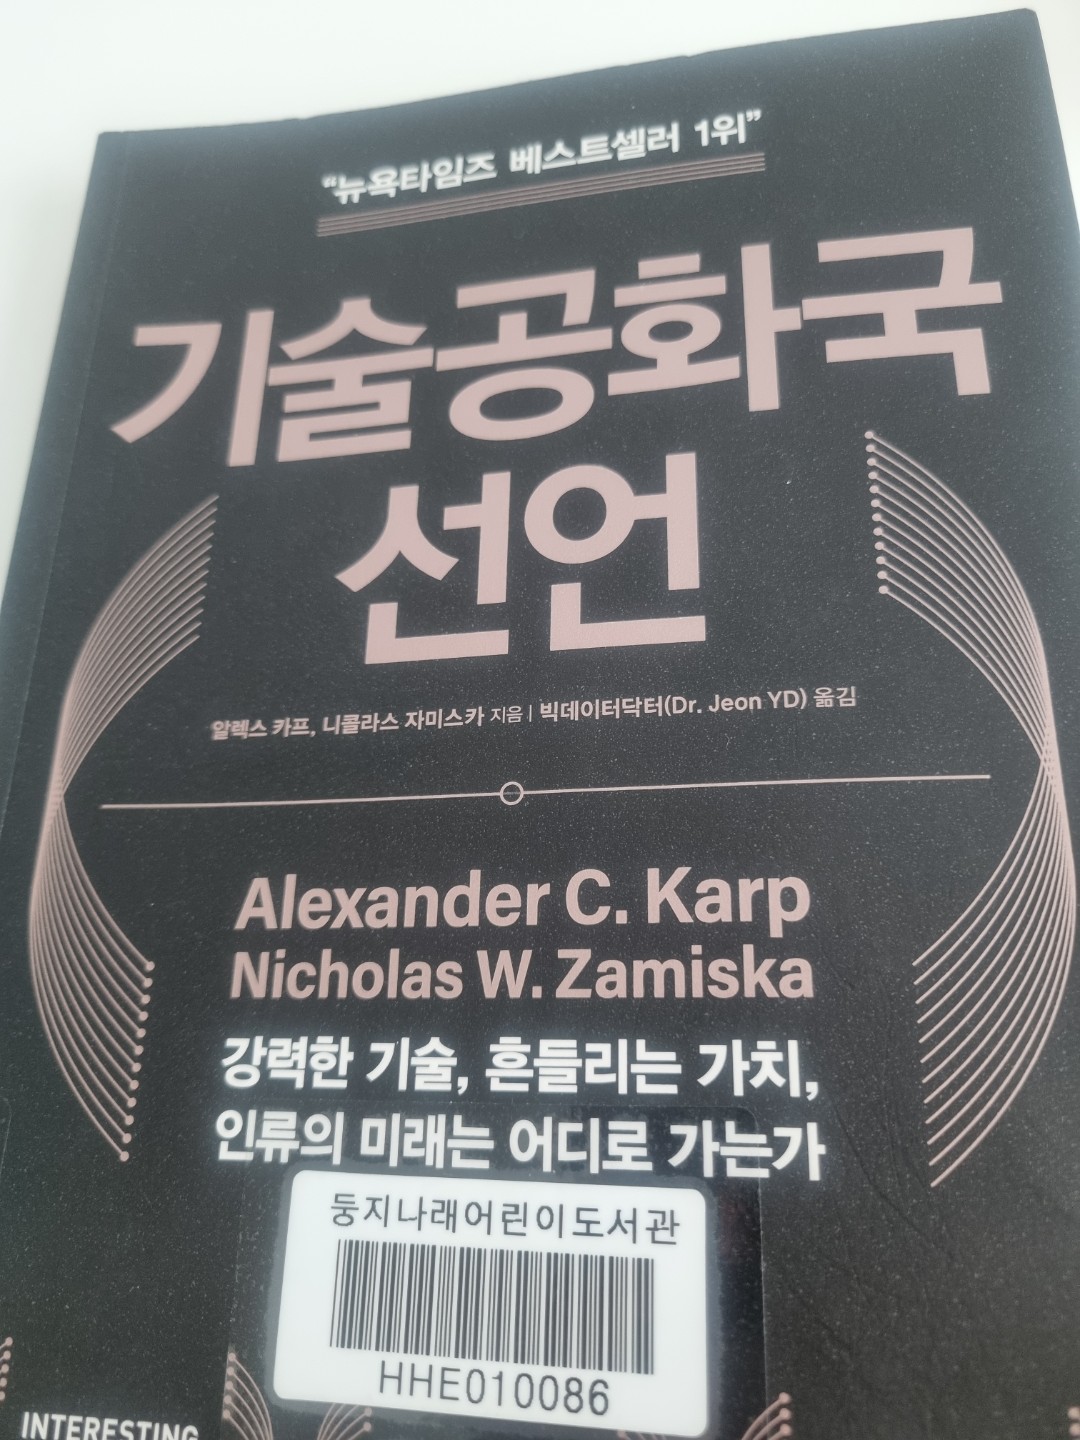 “뉴욕타임즈 베스트셀러 1위”
기술공화국
선언
알렉스 카프, 니콜라스 자미스카 지음 | 빅데이터닥터(Dr. Jeon YD) 옮김
Alexander C. Karp
Nicholas W. Zamiska
강력한 기술, 흔들리는 가치,
인류의 미래는 어디로 가는가
둥지나래어린이도서관
HHE010086
INTERESTING